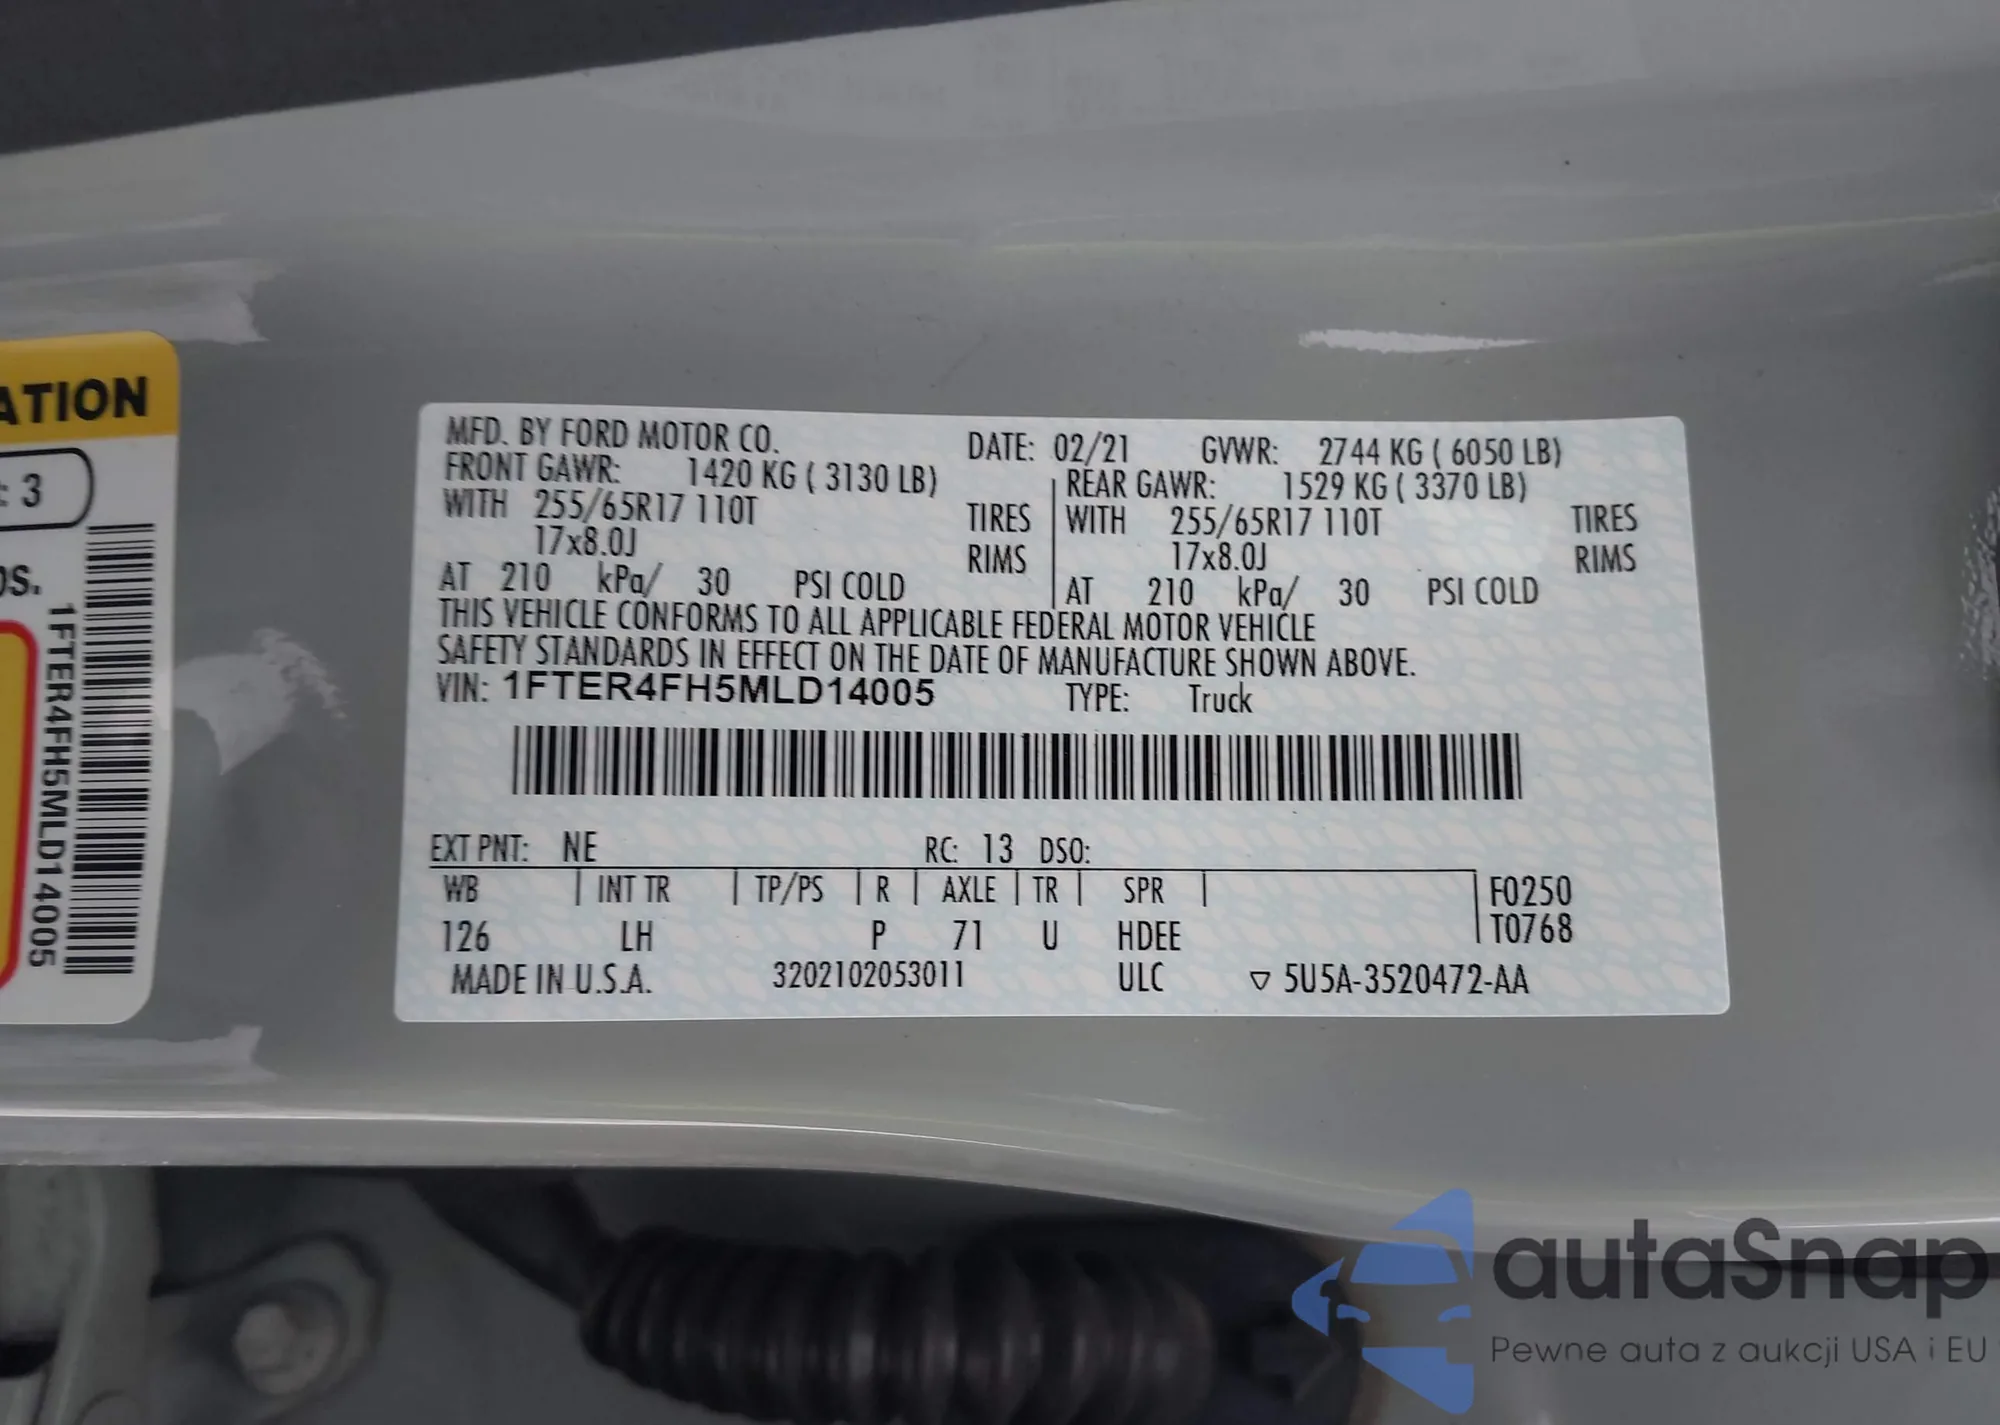 ATION
: 3
OS.
1FTER4FH5MLD14005
MFD. BY FORD MOTOR CO.
DATE: 02/21 GVWR: 2744 KG ( 6050 LB)
FRONT GAWR: 1420 KG ( 3130 LB)
REAR GAWR: 1529 KG ( 3370 LB)
WITH 255/65R17 110T TIRES
WITH 255/65R17 110T TIRES
17x8.0J RIMS
17x8.0J RIMS
AT 210 kPa/ 30 PSI COLD
AT 210 kPa/ 30 PSI COLD
THIS VEHICLE CONFORMS TO ALL APPLICABLE FEDERAL MOTOR VEHICLE
SAFETY STANDARDS IN EFFECT ON THE DATE OF MANUFACTURE SHOWN ABOVE.
VIN: 1FTER4FH5MLD14005 TYPE: Truck
EXT PNT: NE RC: 13 DSO:
WB INT TR TP/PS R AXLE TR SPR F0250
T0768
126 LH P 71 U HDEE
MADE IN U.S.A. 3202102053011 ULC ▽ 5U5A-3520472-AA
autaSnap
Pewne auta z aukcji USA i EU